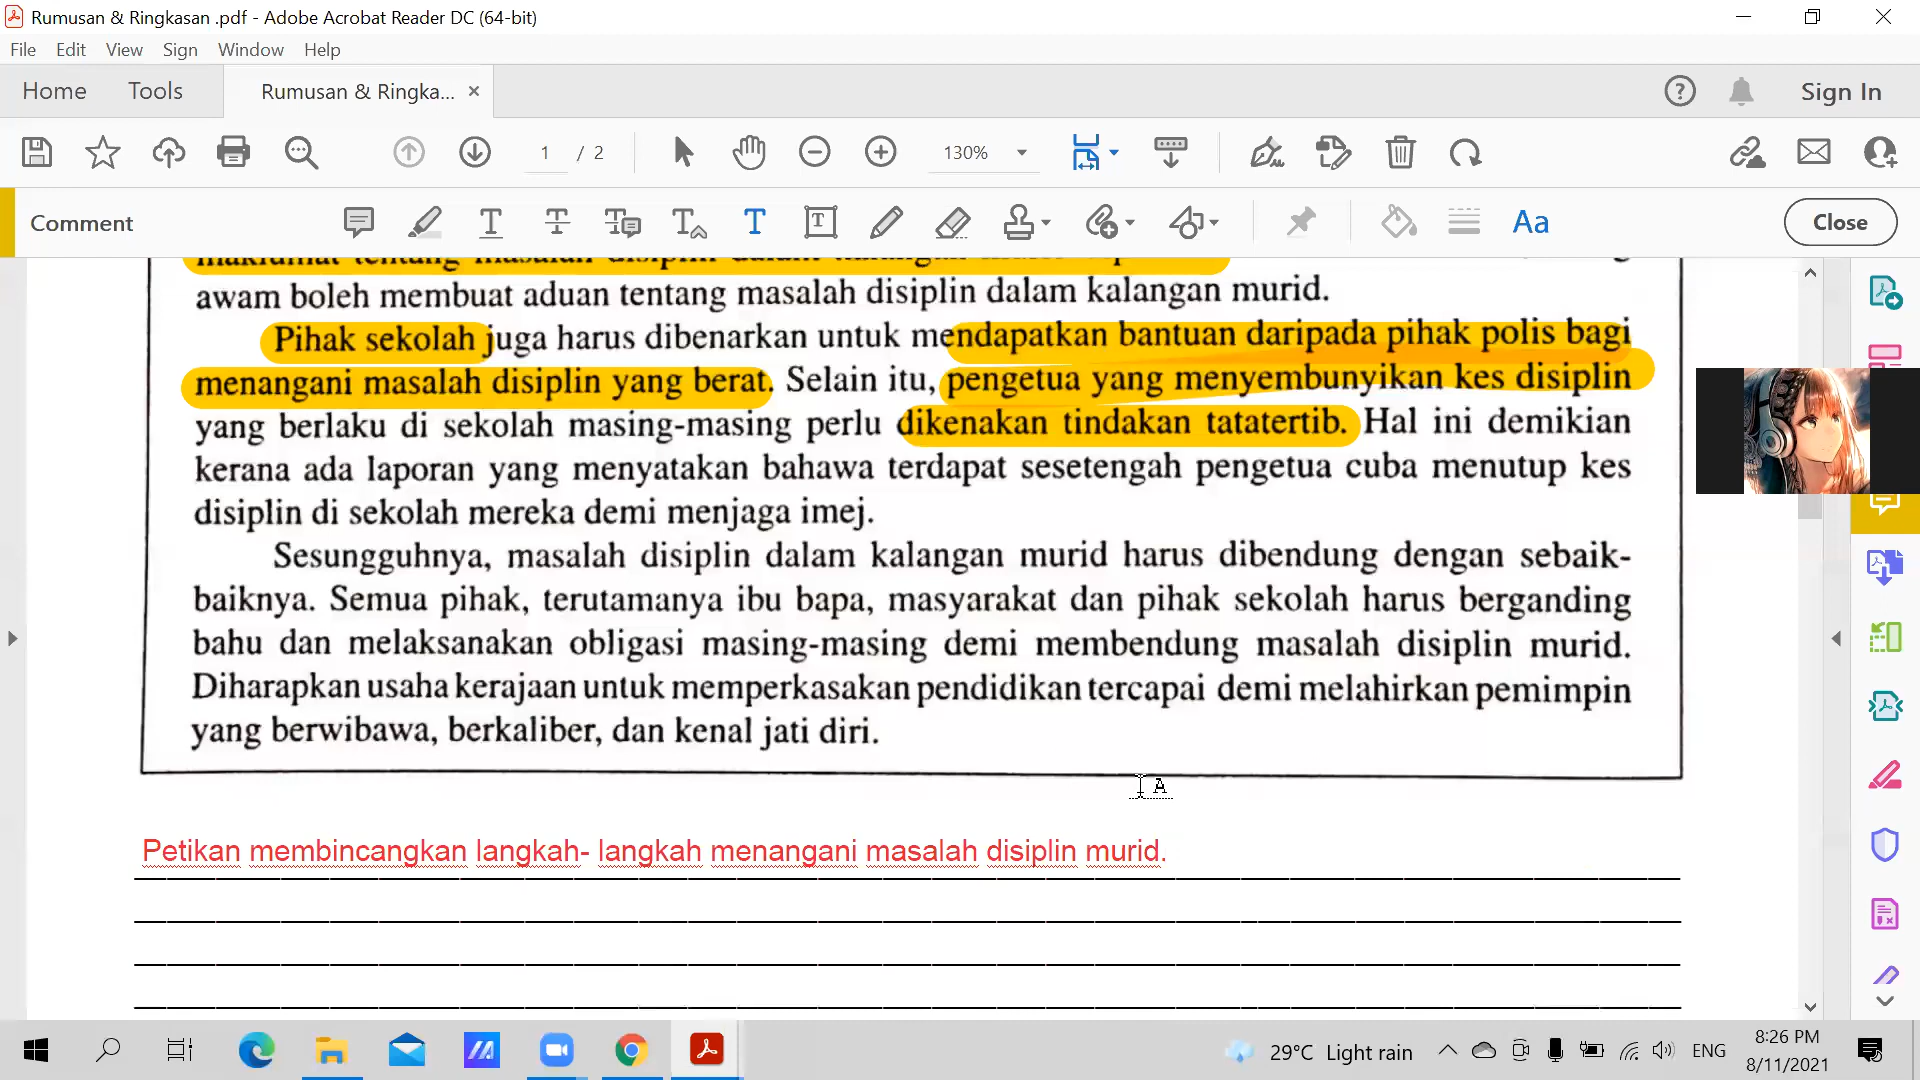 Rumusan & Ringkasan .pdf - Adobe Acrobat Reader DC (64-bit)
File Edit View Sign Window Help
Home Tools Rumusan & Ringka... × Sign In
1 / 2 130%
Comment Close
maklumat tentang masalah disiplin dalam
awam boleh membuat aduan tentang masalah disiplin dalam kalangan murid.
Pihak sekolah juga harus dibenarkan untuk mendapatkan bantuan daripada pihak polis bagi
menangani masalah disiplin yang berat. Selain itu, pengetua yang menyembunyikan kes disiplin
yang berlaku di sekolah masing-masing perlu dikenakan tindakan tatatertib. Hal ini demikian
kerana ada laporan yang menyatakan bahawa terdapat sesetengah pengetua cuba menutup kes
disiplin di sekolah mereka demi menjaga imej.
Sesungguhnya, masalah disiplin dalam kalangan murid harus dibendung dengan sebaik-
baiknya. Semua pihak, terutamanya ibu bapa, masyarakat dan pihak sekolah harus berganding
bahu dan melaksanakan obligasi masing-masing demi membendung masalah disiplin murid.
Diharapkan usaha kerajaan untuk memperkasakan pendidikan tercapai demi melahirkan pemimpin
yang berwibawa, berkaliber, dan kenal jati diri.
Petikan membincangkan langkah- langkah menangani masalah disiplin murid.
29°C Light rain ENG 8:26 PM
8/11/2021